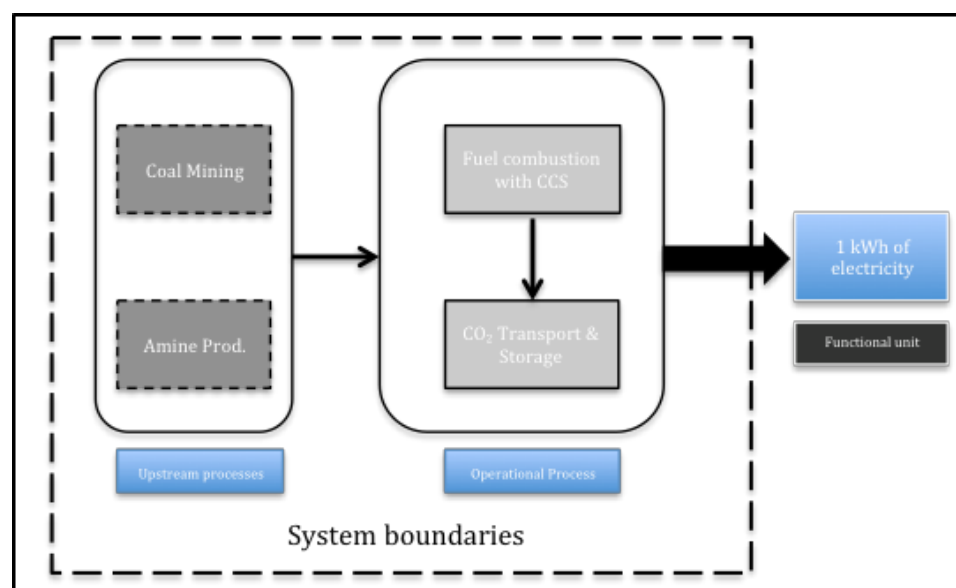 Coal Mining
Amine Prod.
Upstream processes
Fuel combustion
with CCS
CO₂ Transport &
Storage
Operational Process
1 kWh of
electricity
Functional unit
System boundaries